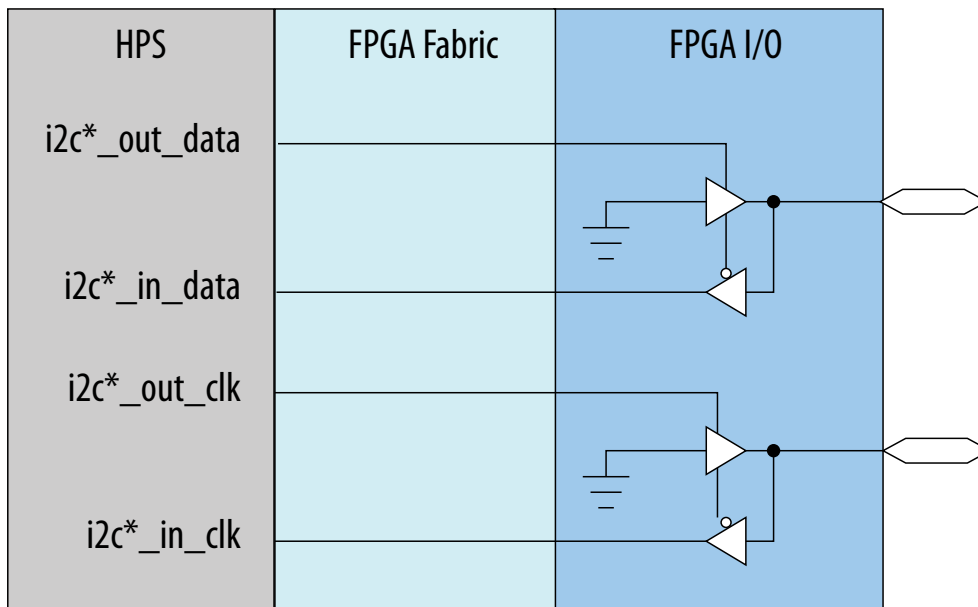 HPS
FPGA Fabric
FPGA I/O
i2c*_out_data
i2c*_in_data
i2c*_out_clk
i2c*_in_clk